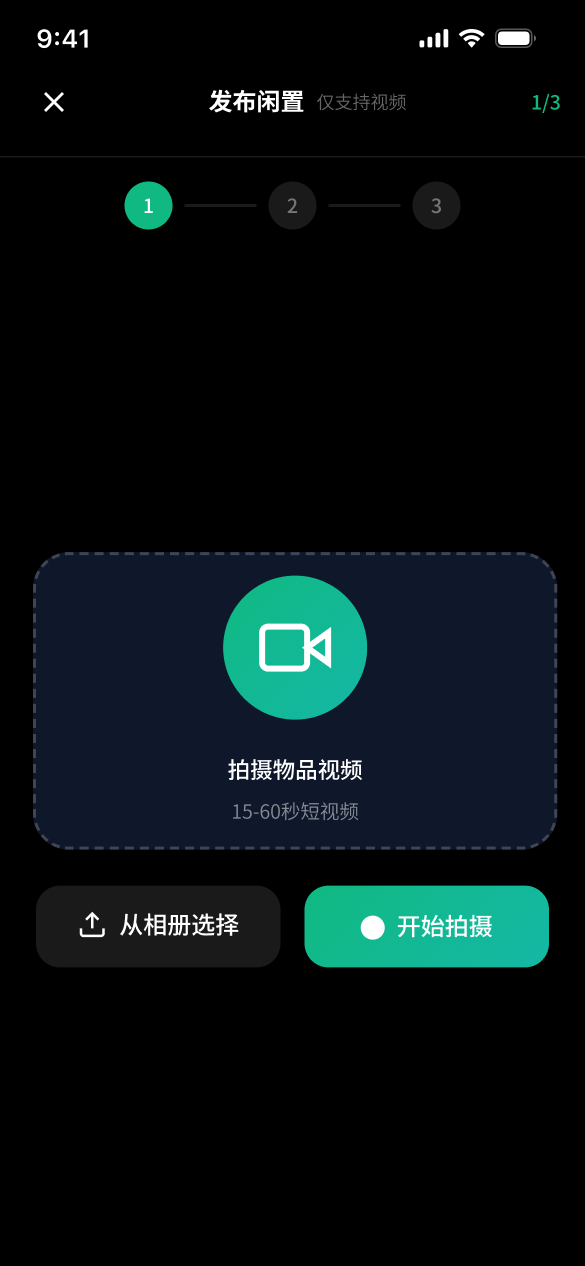 9:41
发布闲置 仅支持视频 1/3
1 2 3
拍摄物品视频
15-60秒短视频
从相册选择 开始拍摄